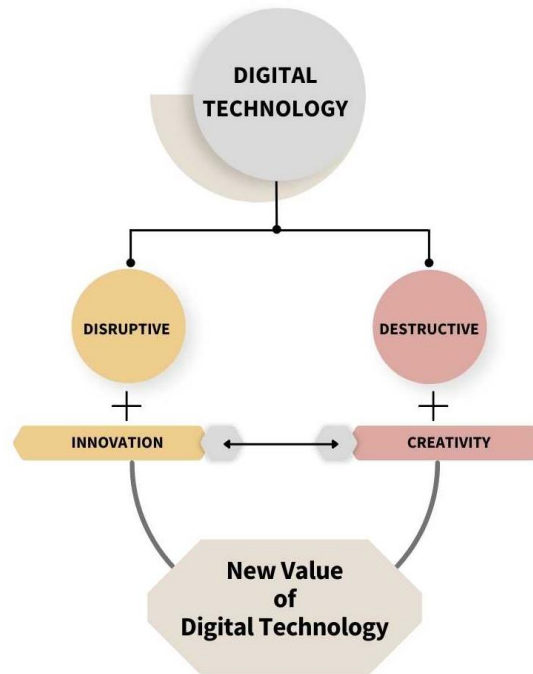 DIGITAL
TECHNOLOGY
DISRUPTIVE
DESTRUCTIVE
INNOVATION
CREATIVITY
New Value
of
Digital Technology